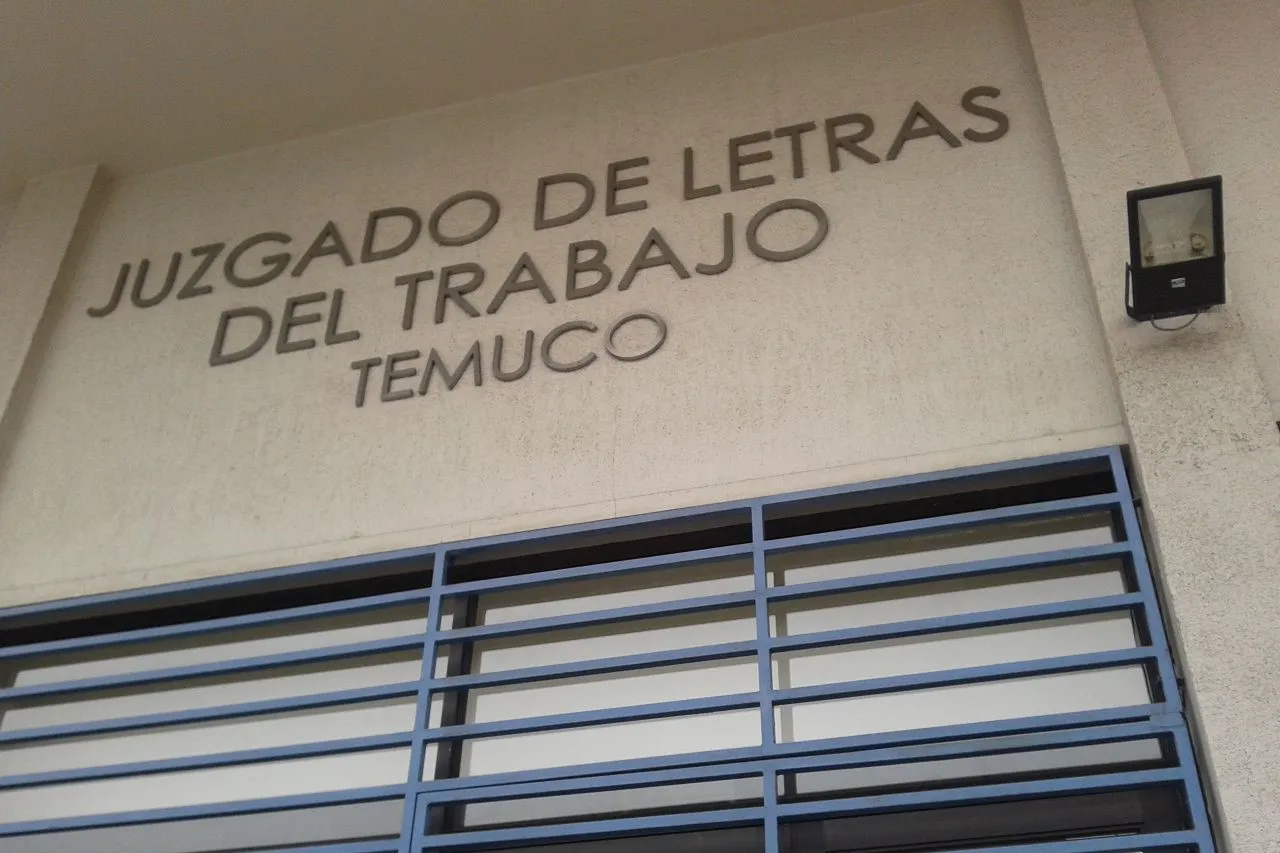 JUZGADO DE LETRAS
DEL TRABAJO
TEMUCO